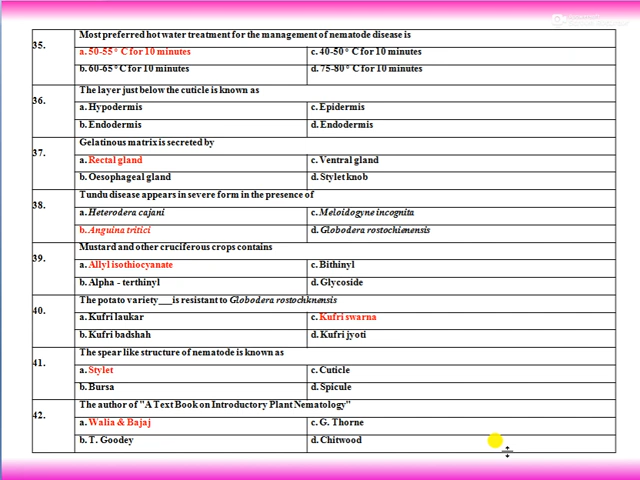 35. Most preferred hot water treatment for the management of nematode disease is
a. 50-55° C for 10 minutes c. 40-50° C for 10 minutes
b. 60-65° C for 10 minutes d. 75-80° C for 10 minutes
36. The layer just below the cuticle is known as
a. Hypodermis c. Epidermis
b. Endodermis d. Endodermis
37. Gelatinous matrix is secreted by
a. Rectal gland c. Ventral gland
b. Oesophageal gland d. Stylet knob
38. Tundu disease appears in severe form in the presence of
a. Heterodera cajani c. Meloidogyne incognita
b. Anguina tritici d. Globodera rostochienensis
39. Mustard and other cruciferous crops contains
a. Allyl isothiocyanate c. Bithinyl
b. Alpha - terthinyl d. Glycoside
40. The potato variety___is resistant to Globodera rostochknensis
a. Kufri laukar c. Kufri swarna
b. Kufri badshah d. Kufri jyoti
41. The spear like structure of nematode is known as
a. Stylet c. Cuticle
b. Bursa d. Spicule
42. The author of "A Text Book on Introductory Plant Nematology"
a. Walia & Bajaj c. G. Thorne
b. T. Goodey d. Chitwood